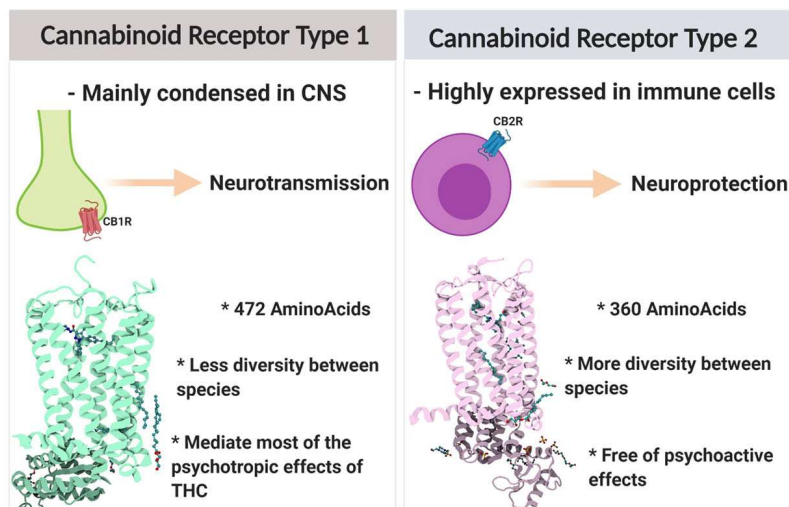 Cannabinoid Receptor Type 1
- Mainly condensed in CNS
Neurotransmission
CB1R
* 472 AminoAcids
* Less diversity between
species
* Mediate most of the
psychotropic effects of
THC
Cannabinoid Receptor Type 2
- Highly expressed in immune cells
CB2R
Neuroprotection
* 360 AminoAcids
* More diversity between
species
* Free of psychoactive
effects